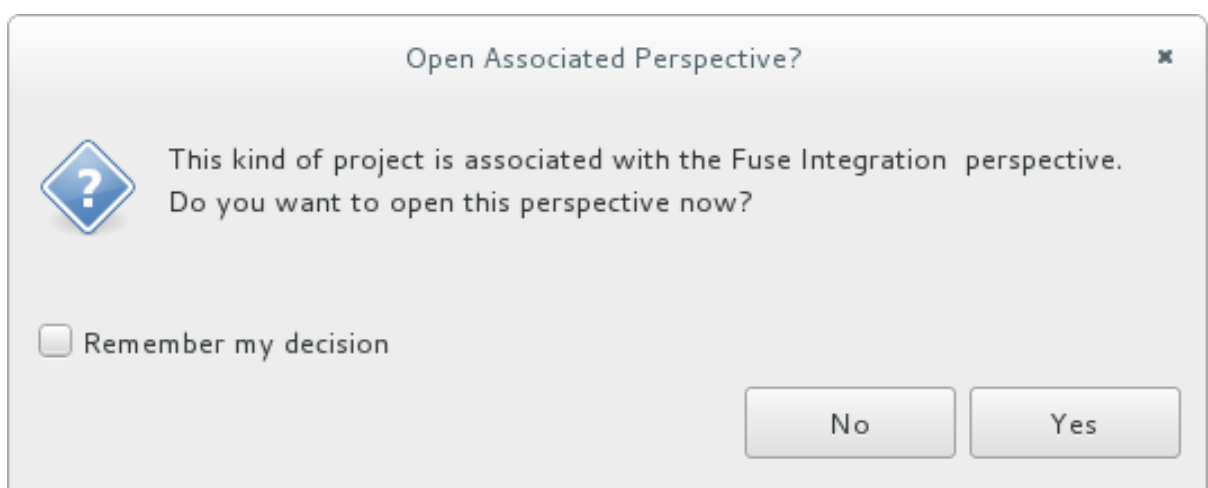 Open Associated Perspective?
This kind of project is associated with the Fuse Integration  perspective.
Do you want to open this perspective now?
Remember my decision
No
Yes